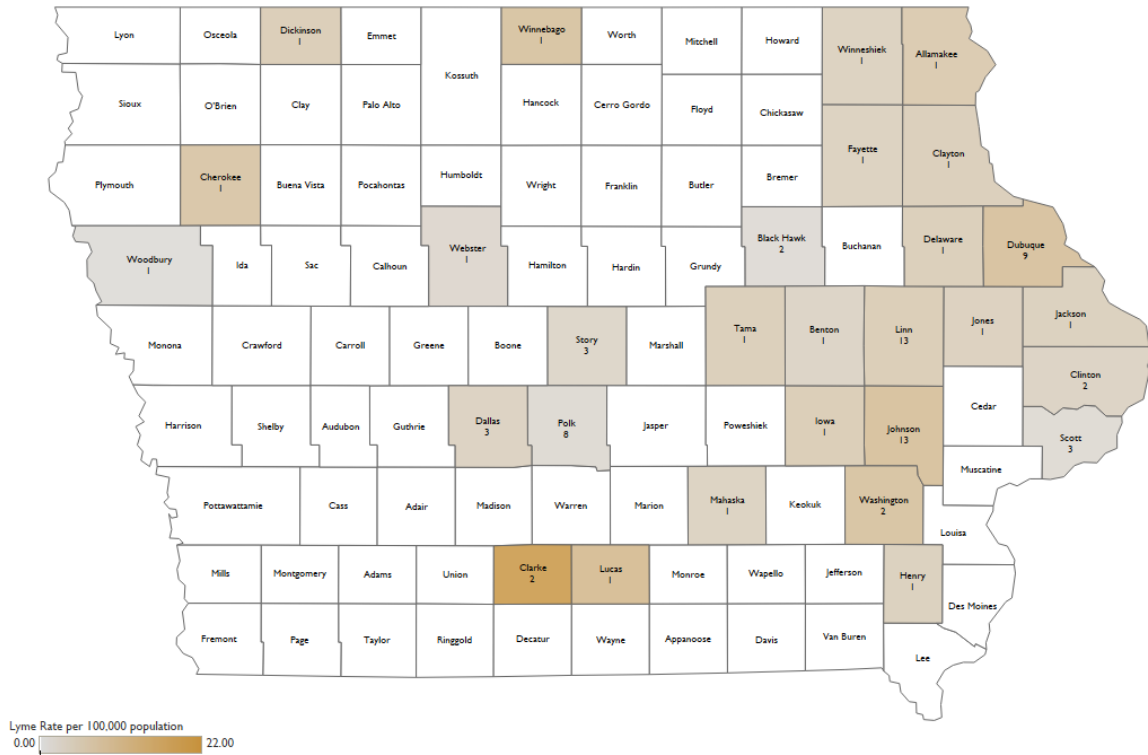 Lyon
Osceola
Dickinson
1
Emmet
Winnebago
1
Worth
Mitchell
Howard
Winneshiek
1
Allamakee
1
Kossuth
Sioux
O'Brien
Clay
Palo Alto
Hancock
Cerro Gordo
Floyd
Chickasaw
Fayette
1
Clayton
1
Plymouth
Cherokee
1
Buena Vista
Pocahontas
Humboldt
Wright
Franklin
Butler
Bremer
Woodbury
1
Ida
Sac
Calhoun
Webster
1
Hamilton
Hardin
Grundy
Black Hawk
2
Buchanan
Delaware
1
Dubuque
9
Monona
Crawford
Carroll
Greene
Boone
Story
3
Marshall
Tama
1
Benton
1
Linn
13
Jones
1
Jackson
1
Clinton
2
Harrison
Shelby
Audubon
Guthrie
Dallas
3
Polk
8
Jasper
Poweshiek
Iowa
1
Johnson
13
Cedar
Scott
3
Muscatine
Pottawattamie
Cass
Adair
Madison
Warren
Marion
Mahaska
1
Keokuk
Washington
2
Louisa
Mills
Montgomery
Adams
Union
Clarke
2
Lucas
1
Monroe
Wapello
Jefferson
Henry
1
Des Moines
Fremont
Page
Taylor
Ringgold
Decatur
Wayne
Appanoose
Davis
Van Buren
Lee
Lyme Rate per 100,000 population
0.00 22.00